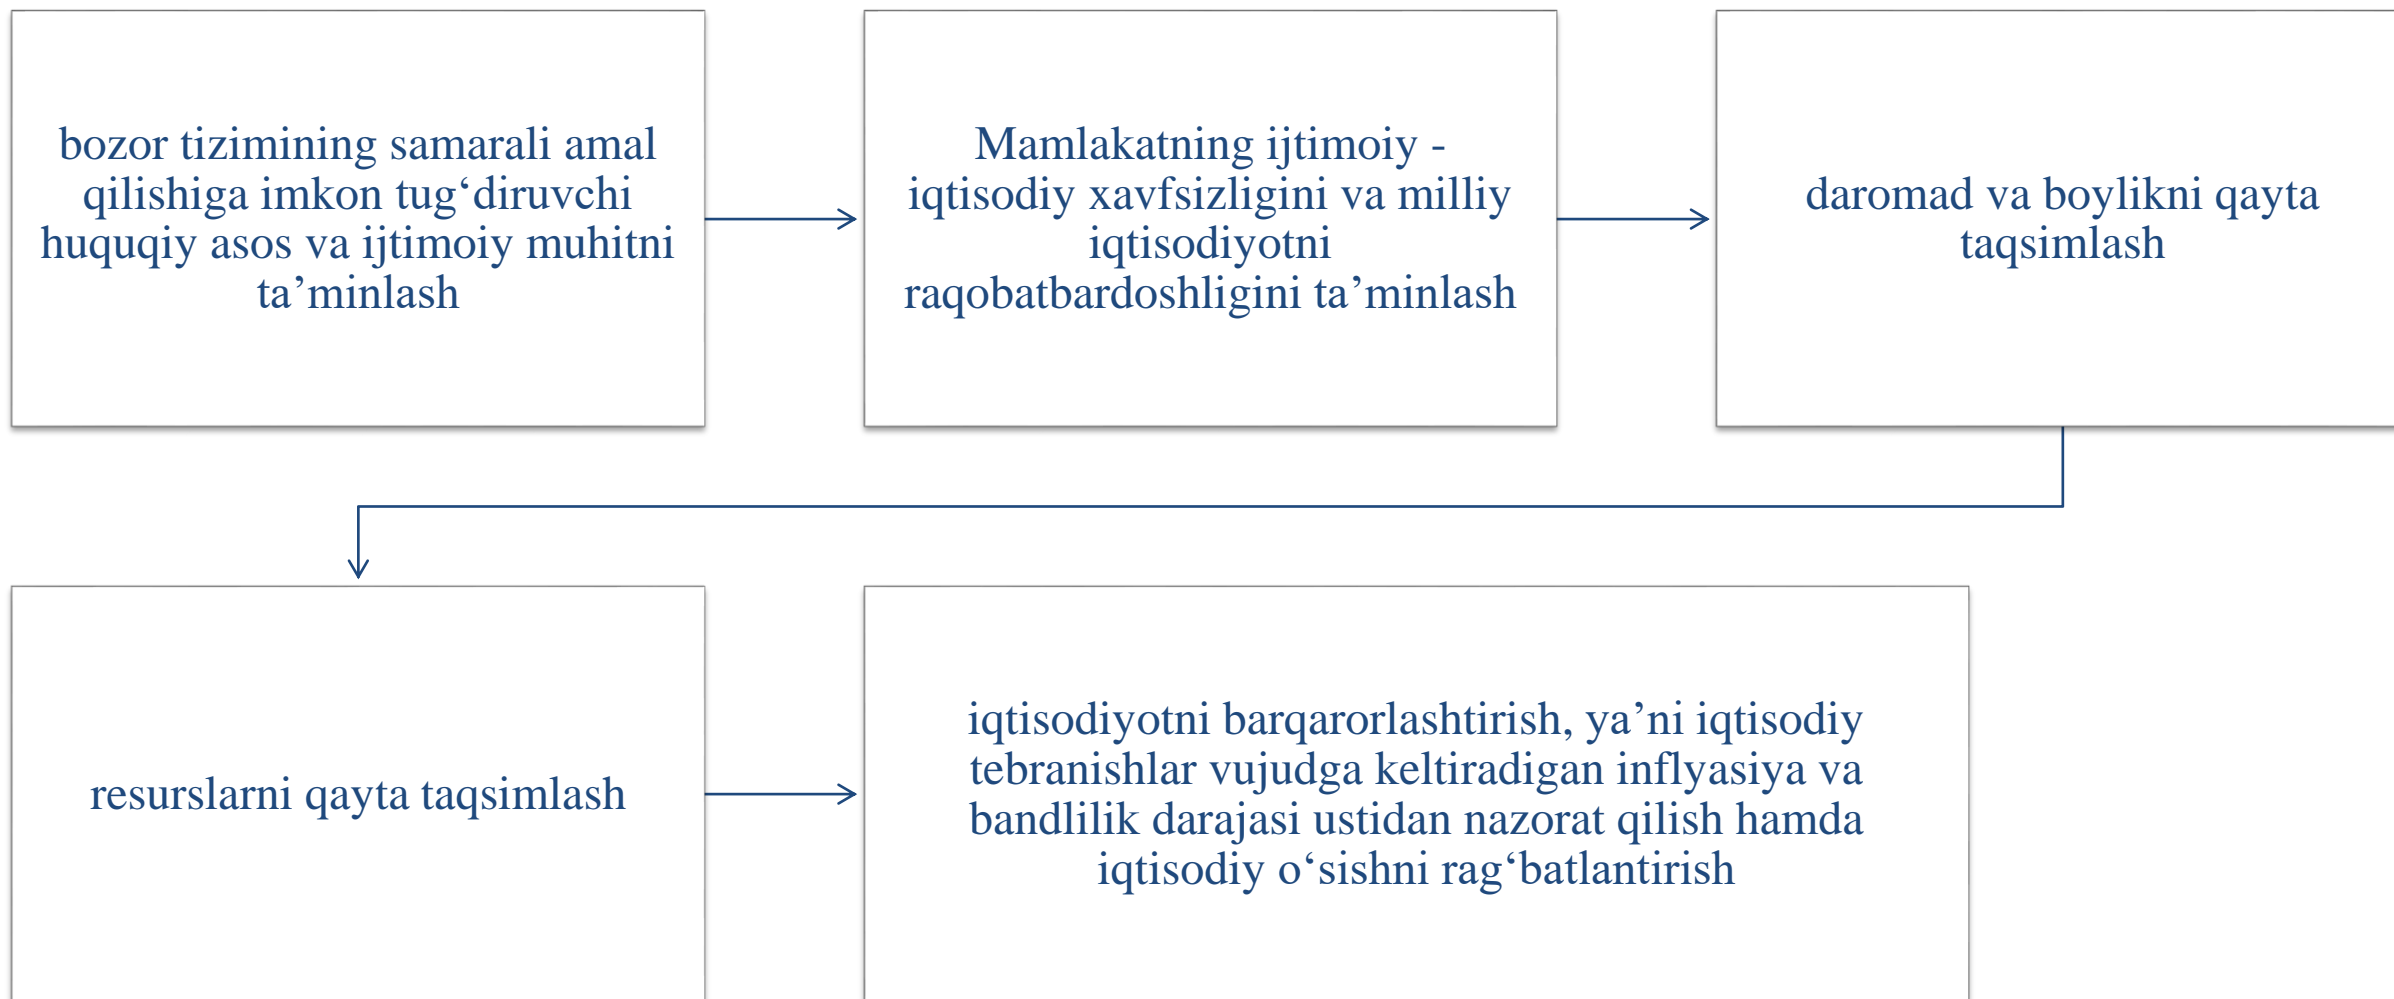 bozor tizimining samarali amal
qilishiga imkon tug‘diruvchi
huquqiy asos va ijtimoiy muhitni
ta’minlash
Mamlakatning ijtimoiy -
iqtisodiy xavfsizligini va milliy
iqtisodiyotni
raqobatbardoshligini ta’minlash
daromad va boylikni qayta
taqsimlash
resurslarni qayta taqsimlash
iqtisodiyotni barqarorlashtirish, ya’ni iqtisodiy
tebranishlar vujudga keltiradigan inflyasiya va
bandlilik darajasi ustidan nazorat qilish hamda
iqtisodiy o‘sishni rag‘batlantirish